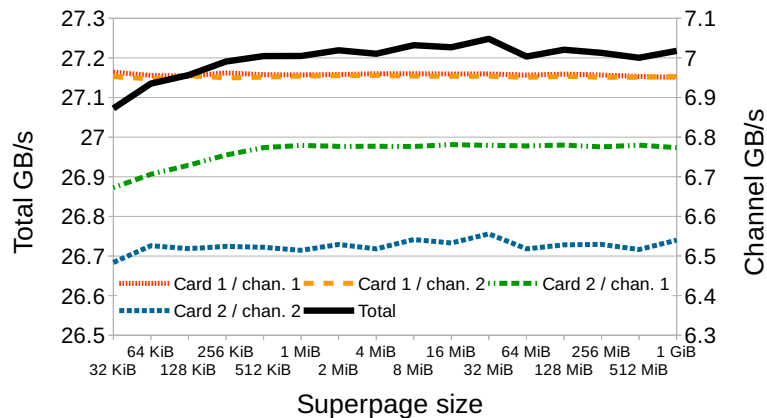 27.3
27.2
27.1
27
26.9
26.8
26.7
26.6
26.5
Total GB/s
7.1
7
6.9
6.8
6.7
6.6
6.5
6.4
6.3
Channel GB/s
Card 1 / chan. 1
Card 1 / chan. 2
Card 2 / chan. 1
Card 2 / chan. 2
Total
64 KiB 256 KiB 1 MiB 4 MiB 16 MiB 64 MiB 256 MiB 1 GiB
32 KiB 128 KiB 512 KiB 2 MiB 8 MiB 32 MiB 128 MiB 512 MiB
Superpage size